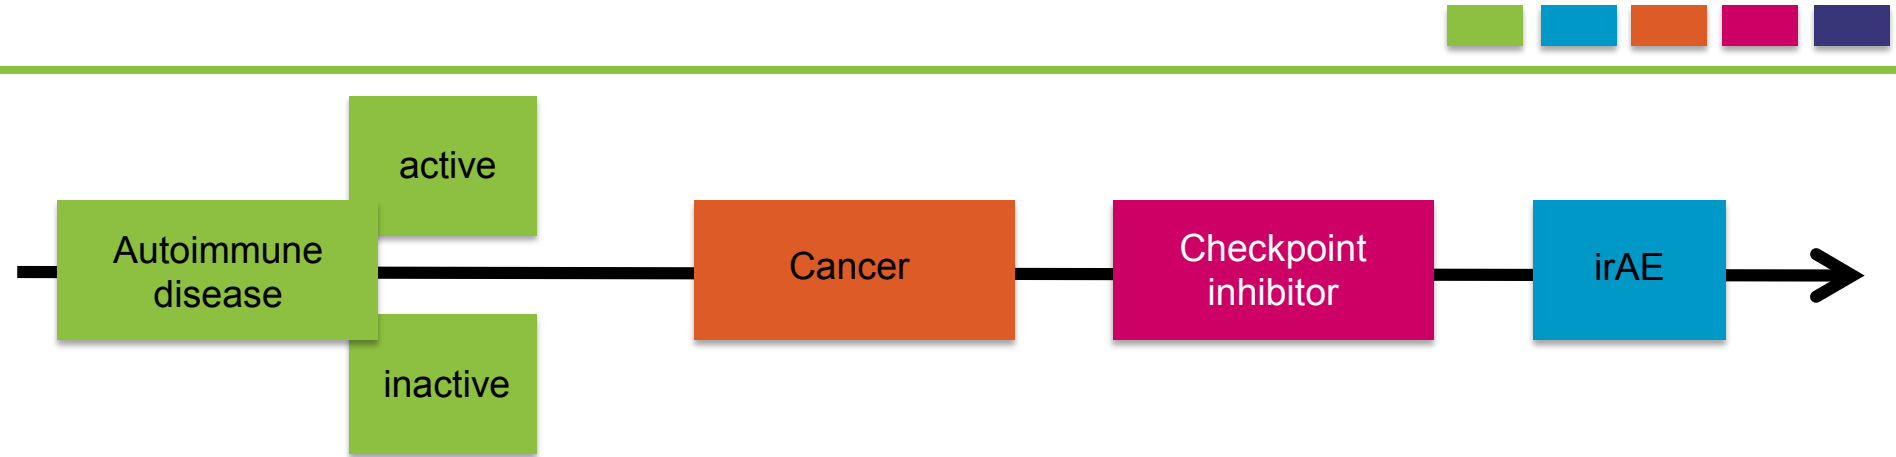 active
Autoimmune
disease
inactive
Cancer
Checkpoint
inhibitor
irAE